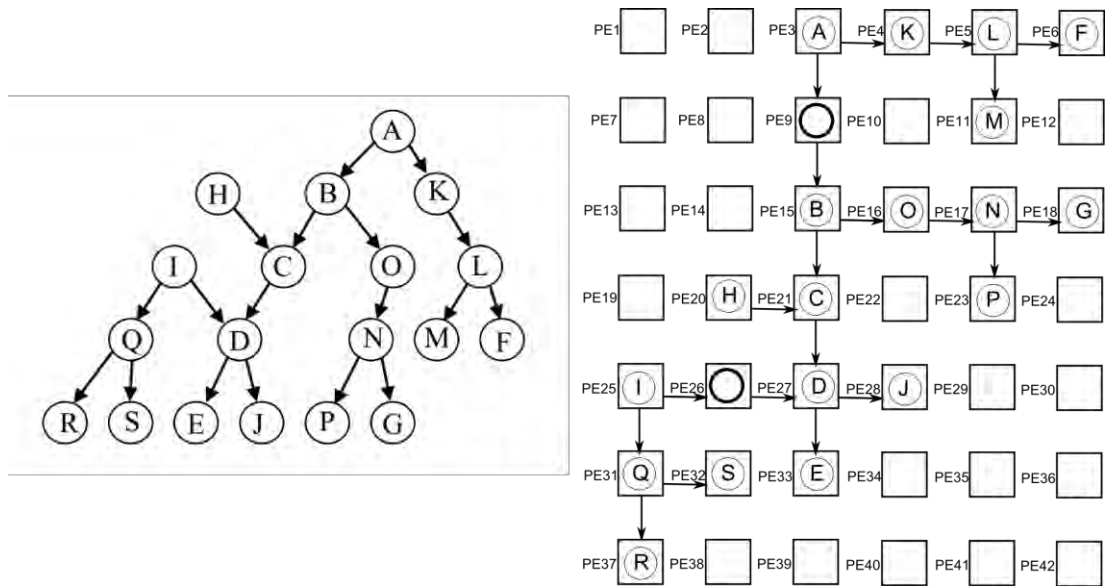 A
H B K
I C O L
Q D N M F
R S E J P G
PE1 PE2 PE3 A PE4 K PE5 L PE6 F
PE7 PE8 PE9 PE10 PE11 M PE12
PE13 PE14 PE15 B PE16 O PE17 N PE18 G
PE19 PE20 H PE21 C PE22 PE23 P PE24
PE25 I PE26 PE27 D PE28 J PE29 PE30
PE31 Q PE32 S PE33 E PE34 PE35 PE36
PE37 R PE38 PE39 PE40 PE41 PE42